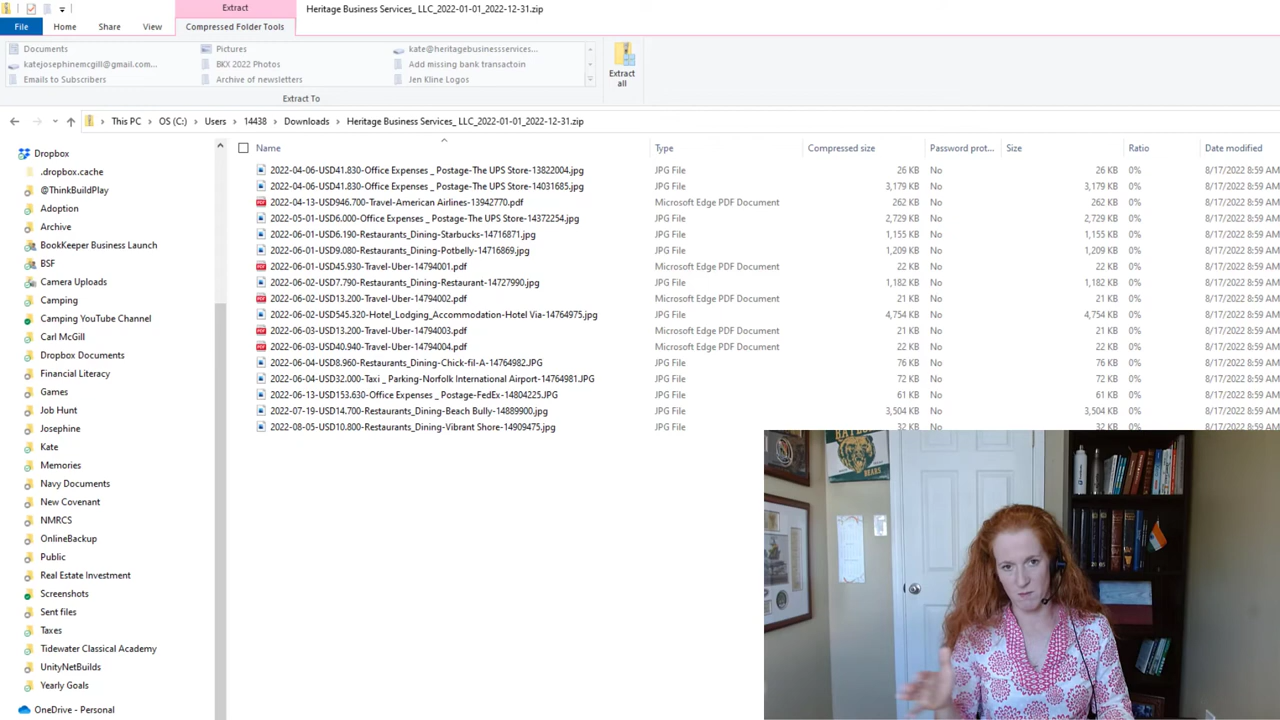 Extract
Heritage Business Services_ LLC_2022-01-01_2022-12-31.zip
File
Home
Share
View
Compressed Folder Tools
Documents
Pictures
kate@heritagebusinessservices...
katejosephinemcgill@gmail.com...
BKX 2022 Photos
Add missing bank transactoin
Emails to Subscribers
Archive of newsletters
Jen Kline Logos
Extract all
Extract To
This PC > OS (C:) > Users > 14438 > Downloads > Heritage Business Services_ LLC_2022-01-01_2022-12-31.zip
Name Type Compressed size Password prot... Size Ratio Date modified
2022-04-06-USD41.830-Office Expenses _ Postage-The UPS Store-13822004.jpg JPG File 26 KB No 26 KB 0% 8/17/2022 8:59 AM
2022-04-06-USD41.830-Office Expenses _ Postage-The UPS Store-14031685.jpg JPG File 3,179 KB No 3,179 KB 0% 8/17/2022 8:59 AM
2022-04-13-USD946.700-Travel-American Airlines-13942770.pdf Microsoft Edge PDF Document 262 KB No 262 KB 0% 8/17/2022 8:59 AM
2022-05-01-USD6.000-Office Expenses _ Postage-The UPS Store-14372254.jpg JPG File 2,729 KB No 2,729 KB 0% 8/17/2022 8:59 AM
2022-06-01-USD6.190-Restaurants_Dining-Starbucks-14716871.jpg JPG File 1,155 KB No 1,155 KB 0% 8/17/2022 8:59 AM
2022-06-01-USD9.080-Restaurants_Dining-Potbelly-14716869.jpg JPG File 1,209 KB No 1,209 KB 0% 8/17/2022 8:59 AM
2022-06-01-USD45.930-Travel-Uber-14794001.pdf Microsoft Edge PDF Document 22 KB No 22 KB 0% 8/17/2022 8:59 AM
2022-06-02-USD7.790-Restaurants_Dining-Restaurant-14727990.jpg JPG File 1,182 KB No 1,182 KB 0% 8/17/2022 8:59 AM
2022-06-02-USD13.200-Travel-Uber-14794002.pdf Microsoft Edge PDF Document 21 KB No 21 KB 0% 8/17/2022 8:59 AM
2022-06-02-USD545.320-Hotel_Lodging_Accommodation-Hotel Via-14764975.jpg JPG File 4,754 KB No 4,754 KB 0% 8/17/2022 8:59 AM
2022-06-03-USD13.200-Travel-Uber-14794003.pdf Microsoft Edge PDF Document 21 KB No 21 KB 0% 8/17/2022 8:59 AM
2022-06-03-USD40.940-Travel-Uber-14794004.pdf Microsoft Edge PDF Document 22 KB No 22 KB 0% 8/17/2022 8:59 AM
2022-06-04-USD8.960-Restaurants_Dining-Chick-fil-A-14764982.JPG JPG File 76 KB No 76 KB 0% 8/17/2022 8:59 AM
2022-06-04-USD32.000-Taxi _ Parking-Norfolk International Airport-14764981.JPG JPG File 72 KB No 72 KB 0% 8/17/2022 8:59 AM
2022-06-13-USD153.630-Office Expenses _ Postage-FedEx-14804225.JPG JPG File 61 KB No 61 KB 0% 8/17/2022 8:59 AM
2022-07-19-USD14.700-Restaurants_Dining-Beach Bully-14889900.jpg JPG File 3,504 KB No 3,504 KB 0% 8/17/2022 8:59 AM
2022-08-05-USD10.800-Restaurants_Dining-Vibrant Shore-14909475.jpg JPG File 32 KB No 32 KB 0% 8/17/2022 8:59 AM
Dropbox
.dropbox.cache
@ThinkBuildPlay
Adoption
Archive
BookKeeper Business Launch
BSF
Camera Uploads
Camping
Camping YouTube Channel
Carl McGill
Dropbox Documents
Financial Literacy
Games
Job Hunt
Josephine
Kate
Memories
Navy Documents
New Covenant
NMRCS
OnlineBackup
Public
Real Estate Investment
Screenshots
Sent files
Taxes
Tidewater Classical Academy
UnityNetBuilds
Yearly Goals
OneDrive - Personal
BEARS